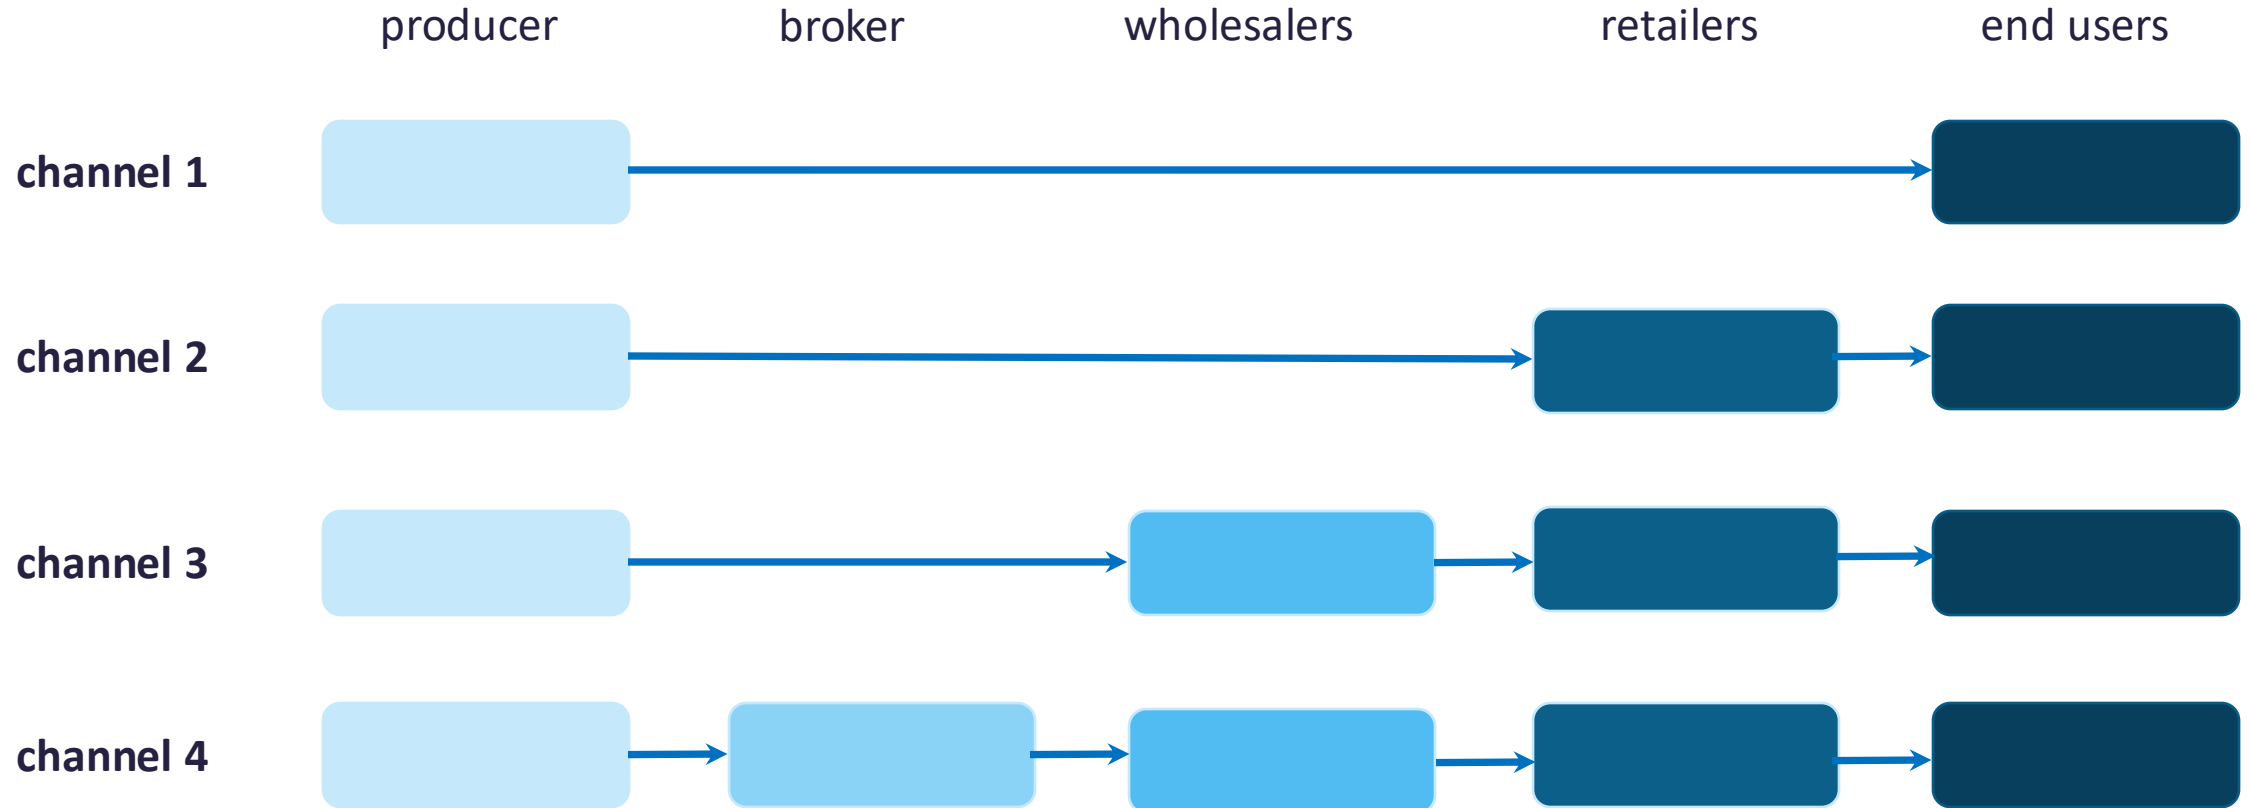 producer broker wholesalers retailers end users
channel 1
channel 2
channel 3
channel 4